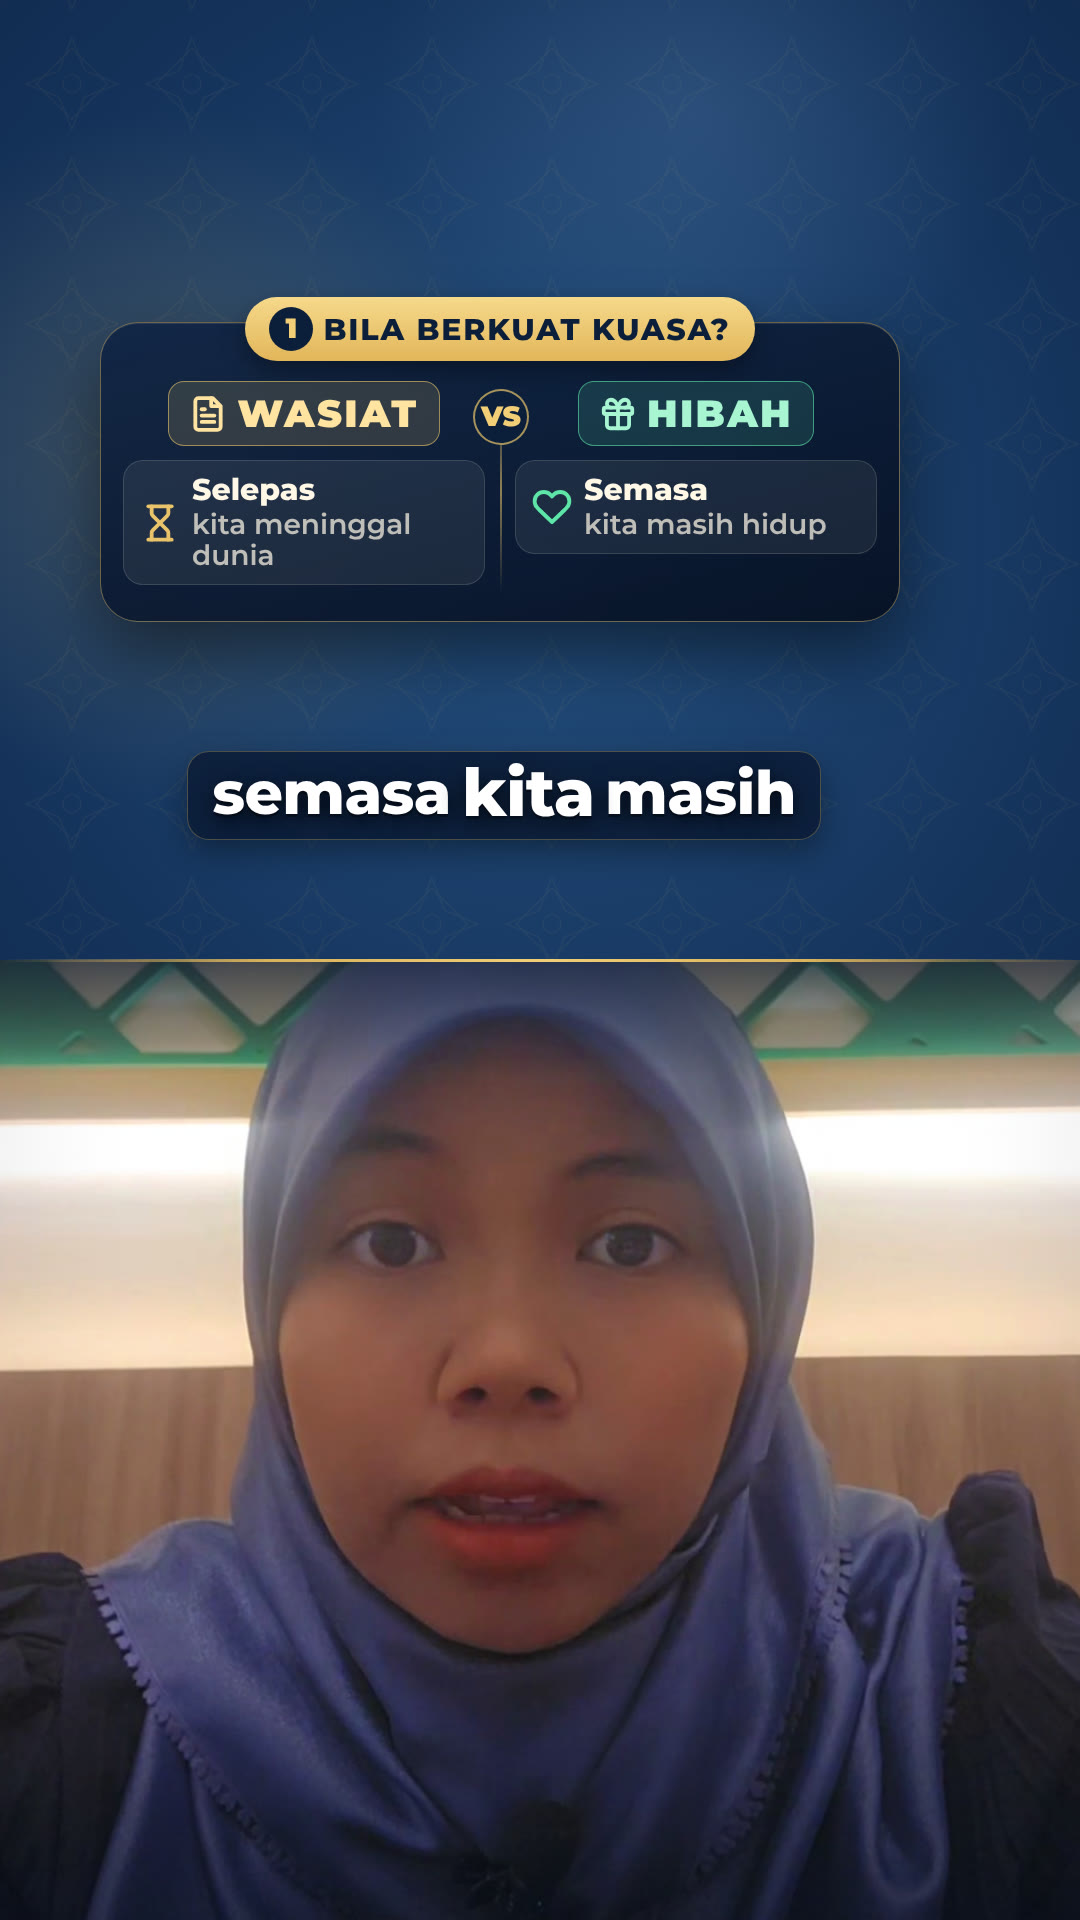 1 BILA BERKUAT KUASA?
WASIAT VS HIBAH
Selepas
kita meninggal
dunia
Semasa
kita masih hidup
semasa kita masih